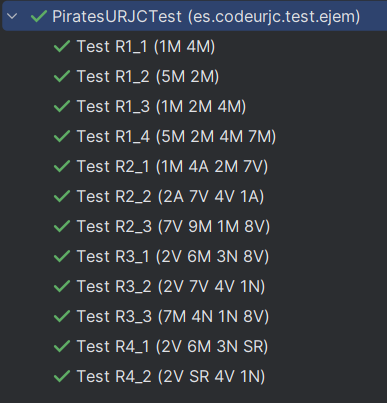 PiratesURJCTest (es.codeurjc.test.ejem)
Test R1_1 (1M 4M)
Test R1_2 (5M 2M)
Test R1_3 (1M 2M 4M)
Test R1_4 (5M 2M 4M 7M)
Test R2_1 (1M 4A 2M 7V)
Test R2_2 (2A 7V 4V 1A)
Test R2_3 (7V 9M 1M 8V)
Test R3_1 (2V 6M 3N 8V)
Test R3_2 (2V 7V 4V 1N)
Test R3_3 (7M 4N 1N 8V)
Test R4_1 (2V 6M 3N SR)
Test R4_2 (2V SR 4V 1N)